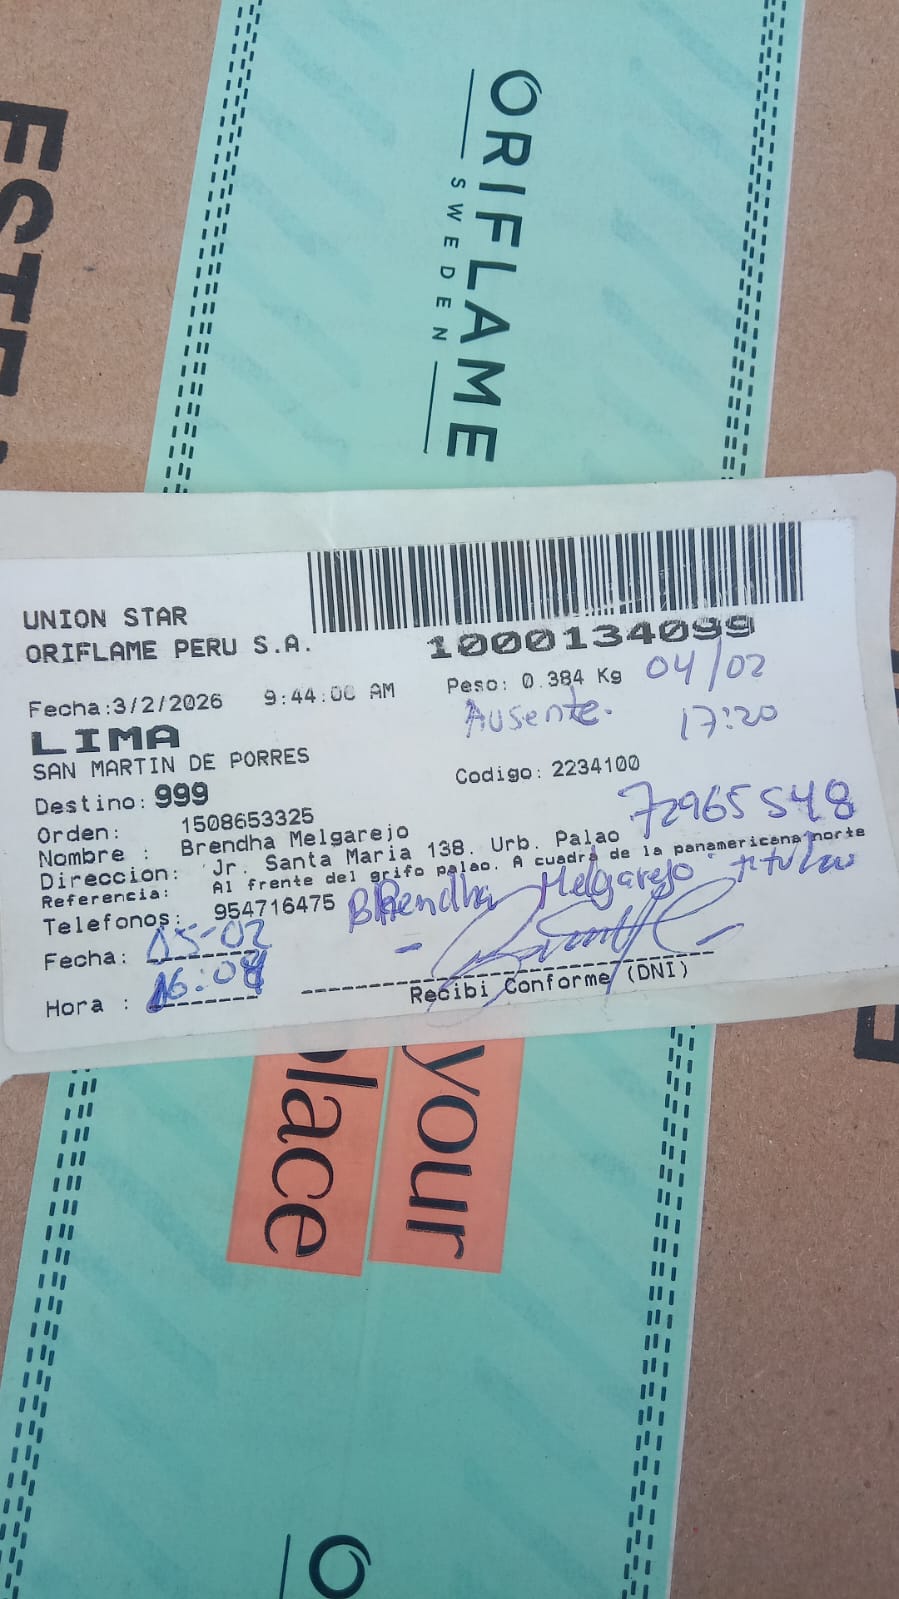 ESTE
ORIFLAME
SWEDEN
UNION STAR
ORIFLAME PERU S.A.
1000134099
Fecha:3/2/2026 9:44:00 AM
Peso: 0.384 Kg 04/02
Ausente. 17:20
LIMA
SAN MARTIN DE PORRES
Codigo: 2234100
Destino: 999
Orden: 1508653325
72965548
Nombre : Brendha Melgarejo
Direccion: Jr. Santa Maria 138. Urb. Palao
Referencia: Al frente del grifo palao. A cuadra de la panamericana norte
Telefonos: 954716475
Brendha Melgarejo titular
Fecha: 05-02
Hora : 16:08
Recibi Conforme (DNI)
your
place
O